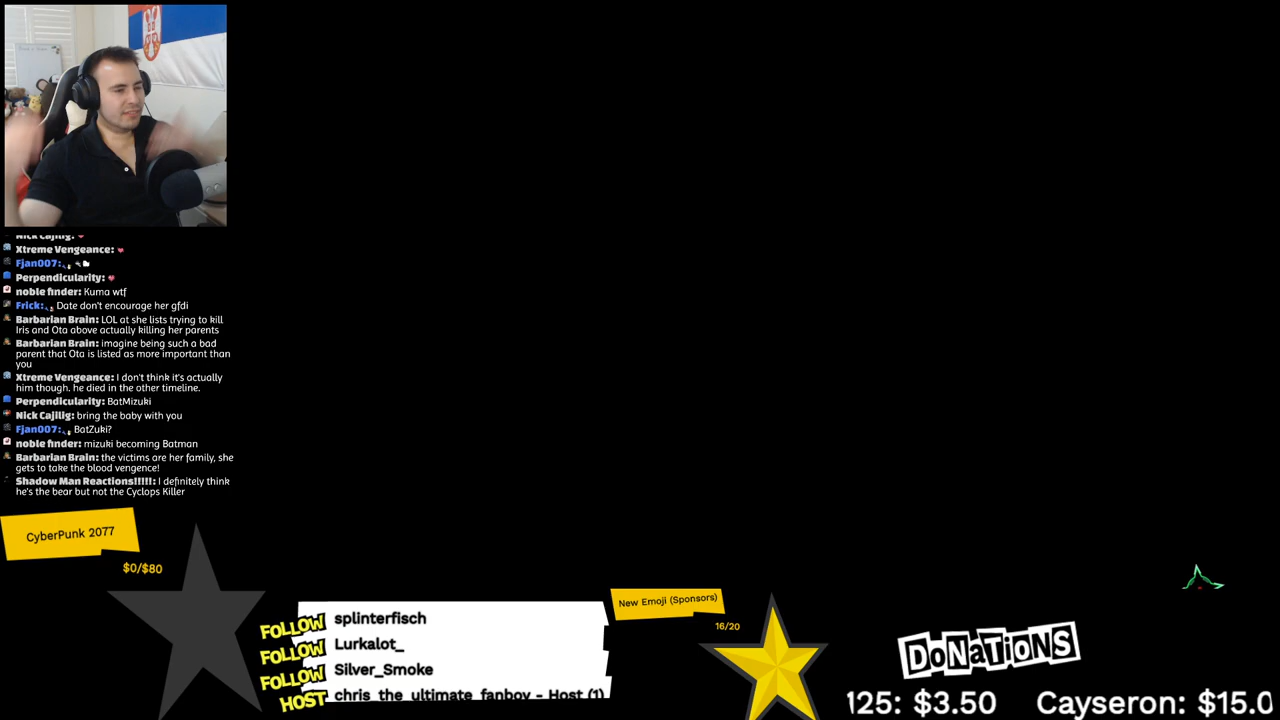 Nick Cajilig:
Xtreme Vengeance:
Fjan007:
Perpendicularity:
noble finder: Kuma wtf
Frick: Date don't encourage her gfdi
Barbarian Brain: LOL at she lists trying to kill
Iris and Ota above actually killing her parents
Barbarian Brain: imagine being such a bad
parent that Ota is listed as more important than
you
Xtreme Vengeance: I don't think it's actually
him though. he died in the other timeline.
Perpendicularity: BatMizuki
Nick Cajilig: bring the baby with you
Fjan007: BatZuki?
noble finder: mizuki becoming Batman
Barbarian Brain: the victims are her family, she
gets to take the blood vengence!
Shadow Man Reactions!!!!!: I definitely think
he's the bear but not the Cyclops Killer
CyberPunk 2077
$0/$80
FOLLOW splinterfisch
FOLLOW Lurkalot_
FOLLOW Silver_Smoke
HOST chris_the_ultimate_fanboy - Host (1)
New Emoji (Sponsors)
16/20
DoNaTiONS
125: $3.50 Cayseron: $15.0